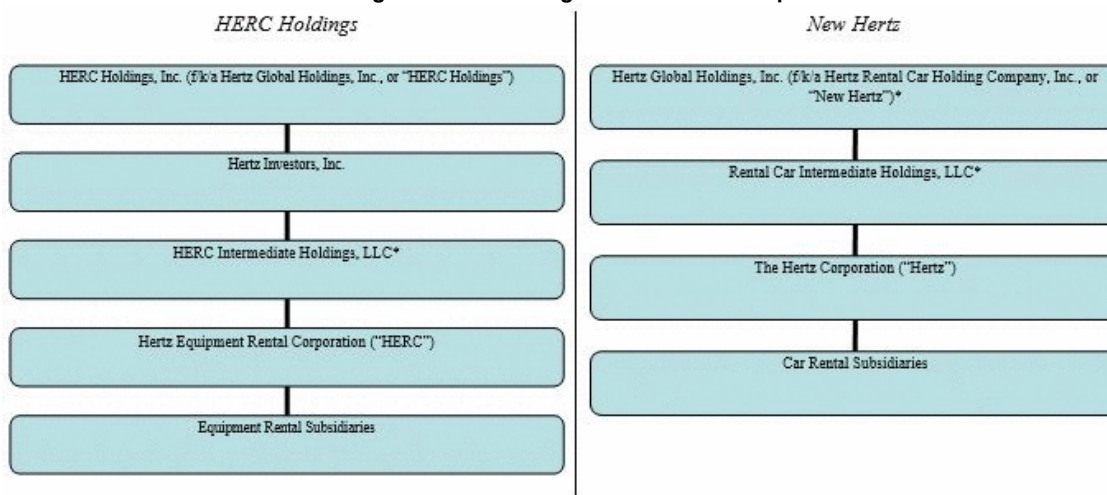 HERC Holdings
HERC Holdings, Inc. (f/k/a Hertz Global Holdings, Inc., or “HERC Holdings”)
Hertz Investors, Inc.
HERC Intermediate Holdings, LLC*
Hertz Equipment Rental Corporation (“HERC”)
Equipment Rental Subsidiaries
New Hertz
Hertz Global Holdings, Inc. (f/k/a Hertz Rental Car Holding Company, Inc., or
“New Hertz”)*
Rental Car Intermediate Holdings, LLC*
The Hertz Corporation (“Hertz”)
Car Rental Subsidiaries